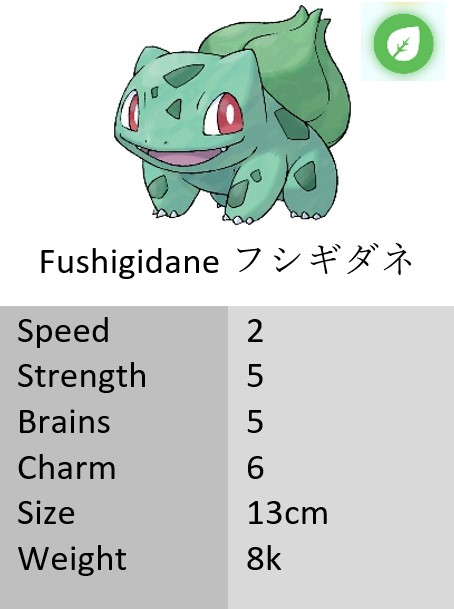 Fushigidane フシギダネ
Speed 2
Strength 5
Brains 5
Charm 6
Size 13cm
Weight 8k